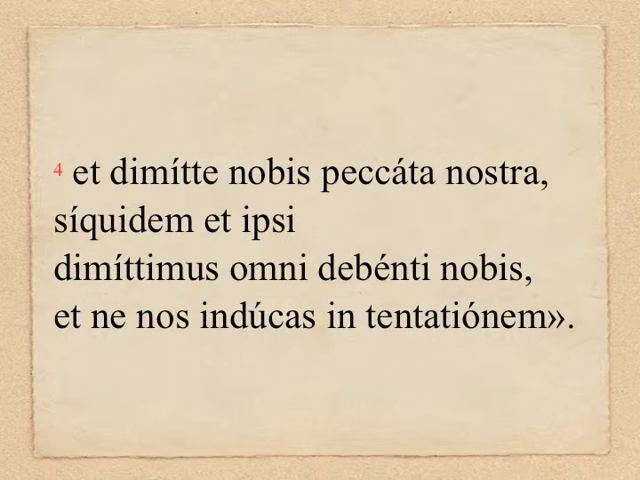 4 et dimítte nobis peccáta nostra,
síquidem et ipsi
dimíttimus omni debénti nobis,
et ne nos indúcas in tentatiónem».